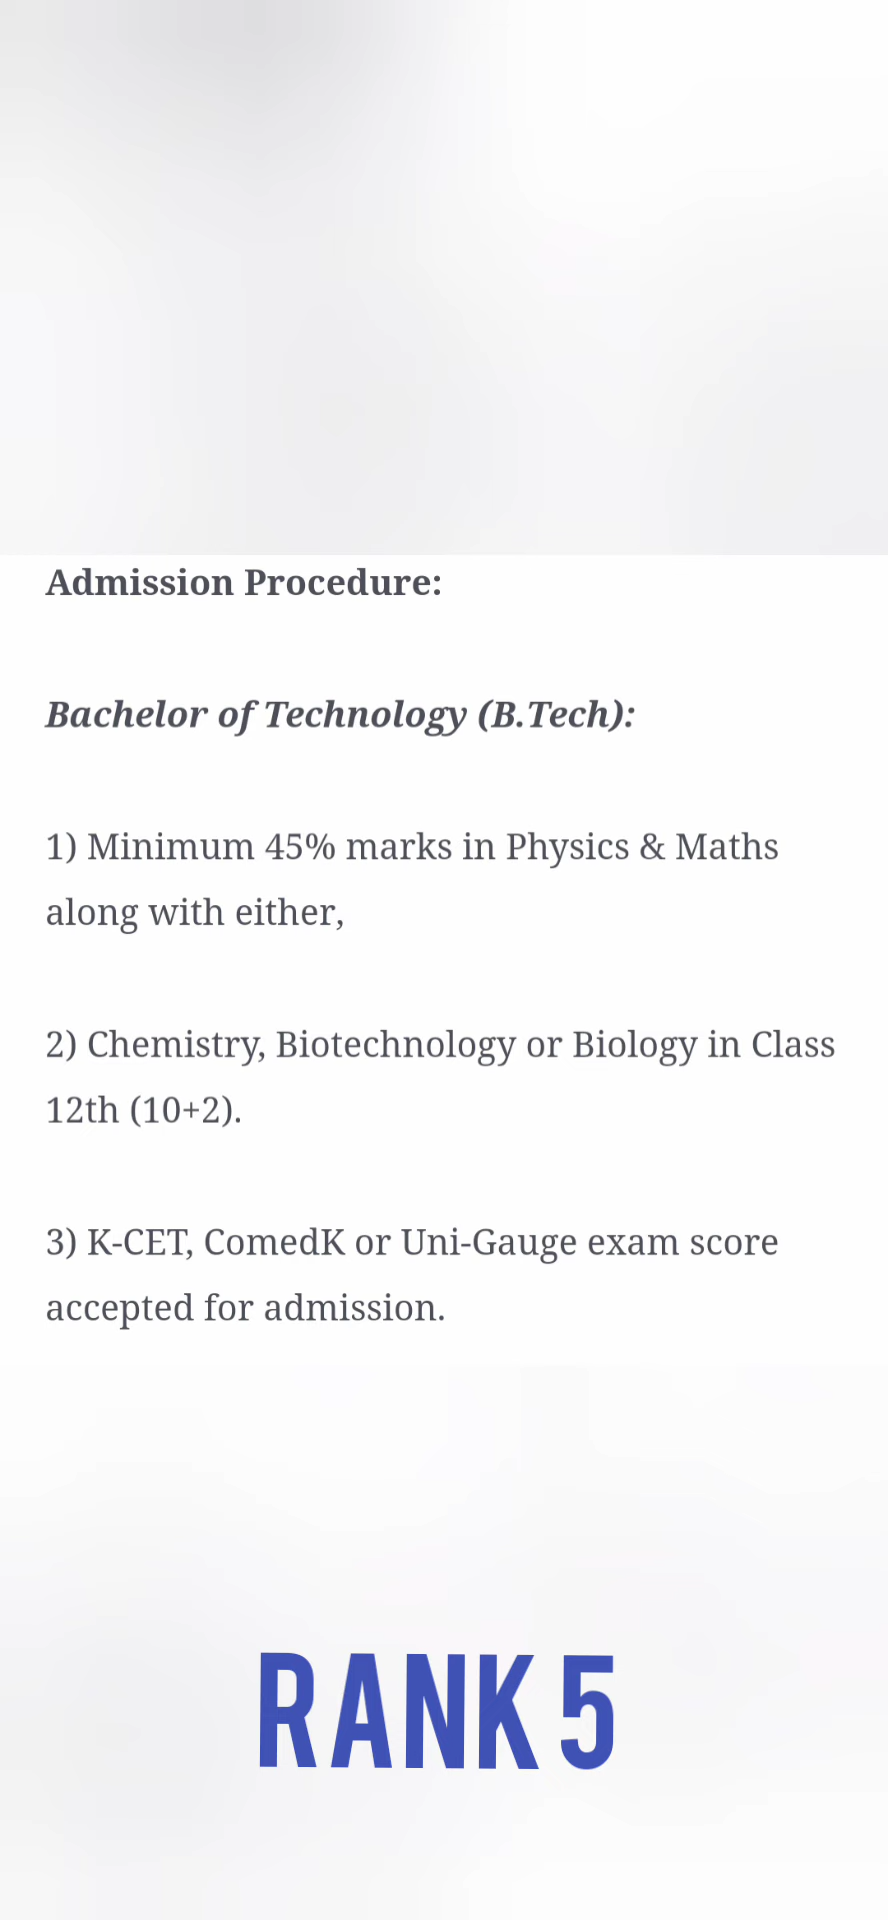 Admission Procedure:
Bachelor of Technology (B.Tech):
1) Minimum 45% marks in Physics & Maths
along with either,
2) Chemistry, Biotechnology or Biology in Class
12th (10+2).
3) K-CET, ComedK or Uni-Gauge exam score
accepted for admission.
RANK 5